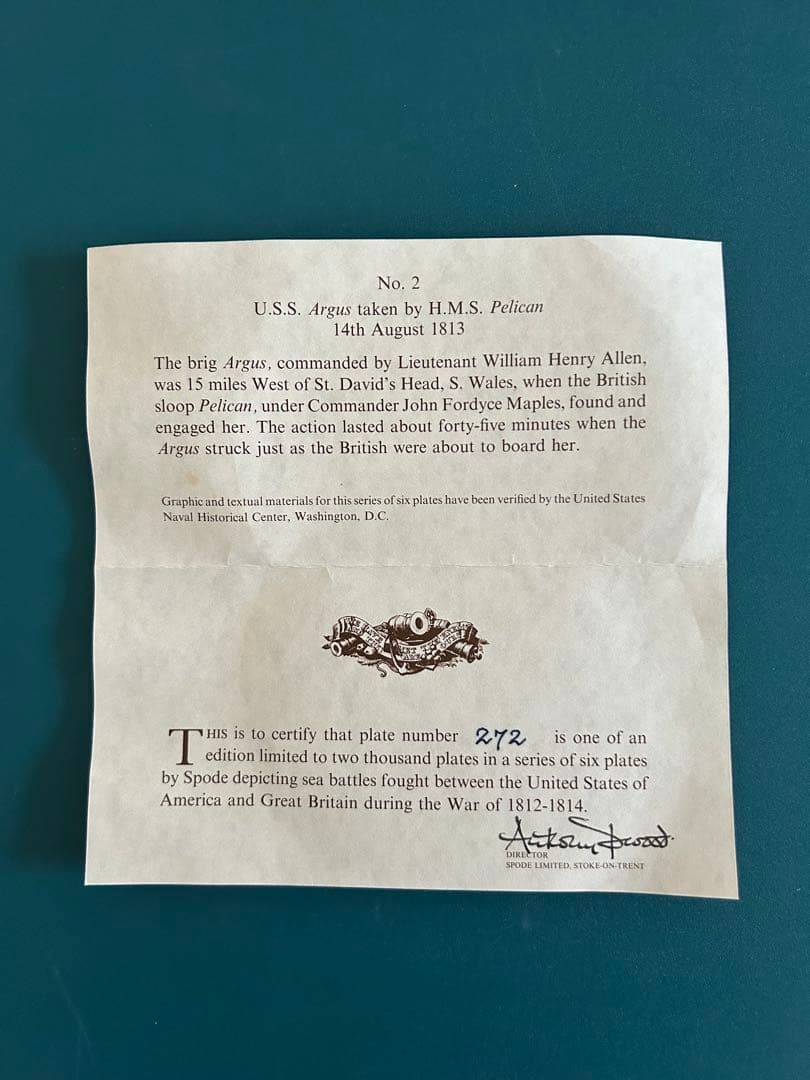 No. 2
U.S.S. Argus taken by H.M.S. Pelican
14th August 1813
The brig Argus, commanded by Lieutenant William Henry Allen,
was 15 miles West of St. David's Head, S. Wales, when the British
sloop Pelican, under Commander John Fordyce Maples, found and
engaged her. The action lasted about forty-five minutes when the
Argus struck just as the British were about to board her.
Graphic and textual materials for this series of six plates have been verified by the United States
Naval Historical Center, Washington, D.C.
THIS is to certify that plate number 272 is one of an
edition limited to two thousand plates in a series of six plates
by Spode depicting sea battles fought between the United States of
America and Great Britain during the War of 1812-1814.
DIRECTOR
SPODE LIMITED, STOKE-ON-TRENT